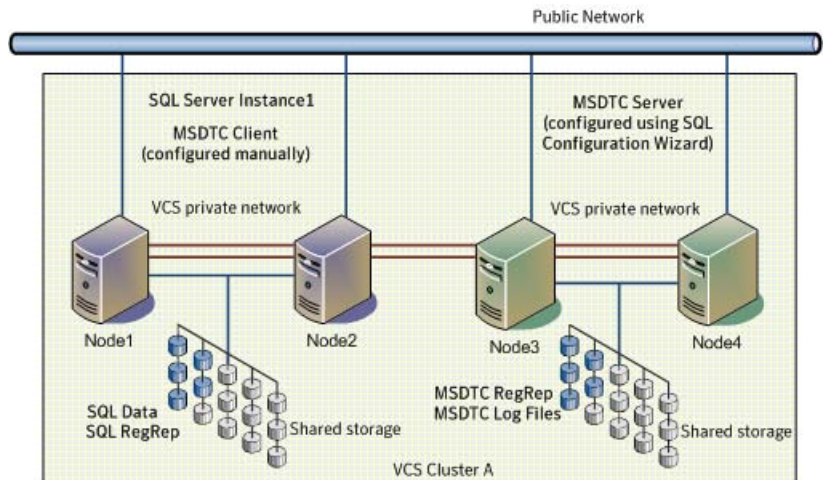 Public Network
SQL Server Instance1
MSDTC Client
(configured manually)
MSDTC Server
(configured using SQL
Configuration Wizard)
VCS private network
VCS private network
Node1
Node2
Node3
Node4
SQL Data
SQL RegRep
Shared storage
MSDTC RegRep
MSDTC Log Files
Shared storage
VCS Cluster A